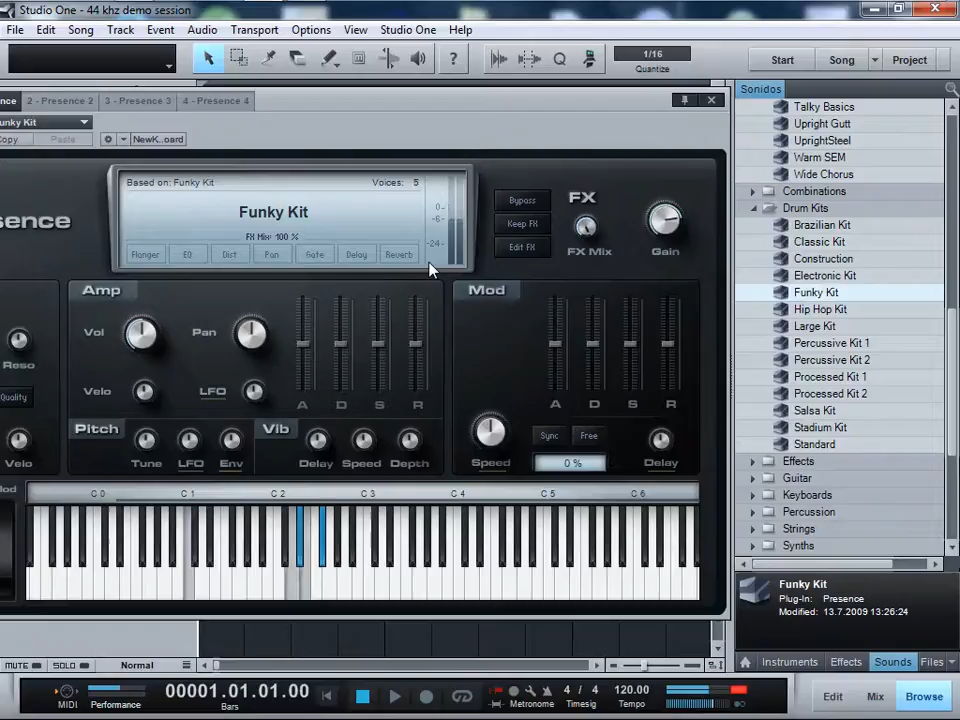 Studio One - 44 khz demo session
File Edit Song Track Event Audio Transport Options View Studio One Help
1/16
Quantize
Start Song Project
2 - Presence 2 3 - Presence 3 4 - Presence 4
Sonidos
Talky Basics
Upright Gutt
UprightSteel
Warm SEM
Wide Chorus
Combinations
Drum Kits
Brazilian Kit
Classic Kit
Construction
Electronic Kit
Funky Kit
Hip Hop Kit
Large Kit
Percussive Kit 1
Percussive Kit 2
Processed Kit 1
Processed Kit 2
Salsa Kit
Stadium Kit
Standard
Effects
Guitar
Keyboards
Percussion
Strings
Synths
unky Kit
Copy Paste NewK...oard
Based on: Funky Kit Voices: 5
Funky Kit
FX Mix: 100 %
Flanger EQ Dist Pan Gate Delay Reverb
0
-6
-24
Bypass
Keep FX
Edit FX
FX
FX Mix
Gain
Amp
Vol Pan
Velo LFO
A D S R
Mod
A D S R
Reso
Quality
Velo
Pitch
Tune LFO Env
Vib
Delay Speed Depth
Speed
Sync Free
0 %
Delay
C 0 C 1 C 2 C 3 C 4 C 5 C 6
Funky Kit
Plug-In: Presence
Modified: 13.7.2009 13:26:24
MUTE SOLO Normal
Instruments Effects Sounds Files
MIDI Performance
00001.01.01.00
Bars
Metronome
4 / 4
Timesig
120.00
Tempo
Edit Mix Browse